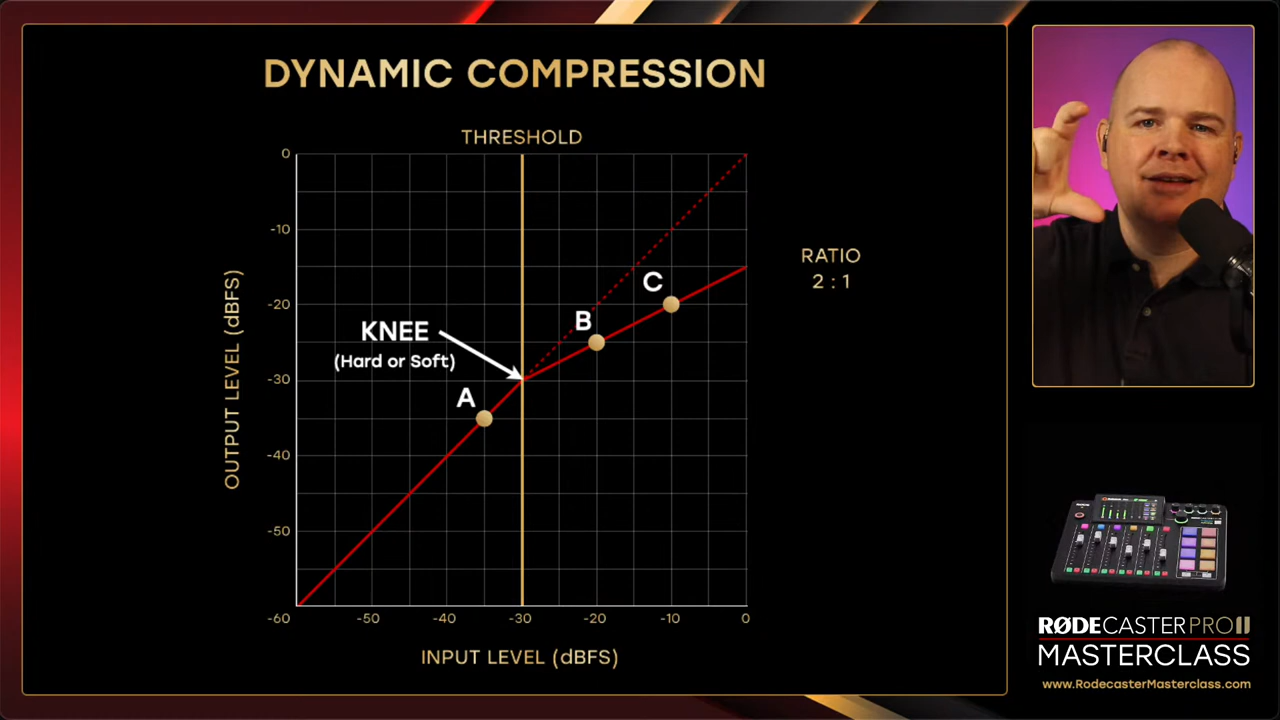 DYNAMIC COMPRESSION
THRESHOLD
0
-10
-20
-30
-40
-50
-60
-50
-40
-30
-20
-10
0
OUTPUT LEVEL (dBFS)
INPUT LEVEL (dBFS)
KNEE
(Hard or Soft)
A
B
C
RATIO
2 : 1
RØDECASTER PRO II
MASTERCLASS
www.RodecasterMasterclass.com